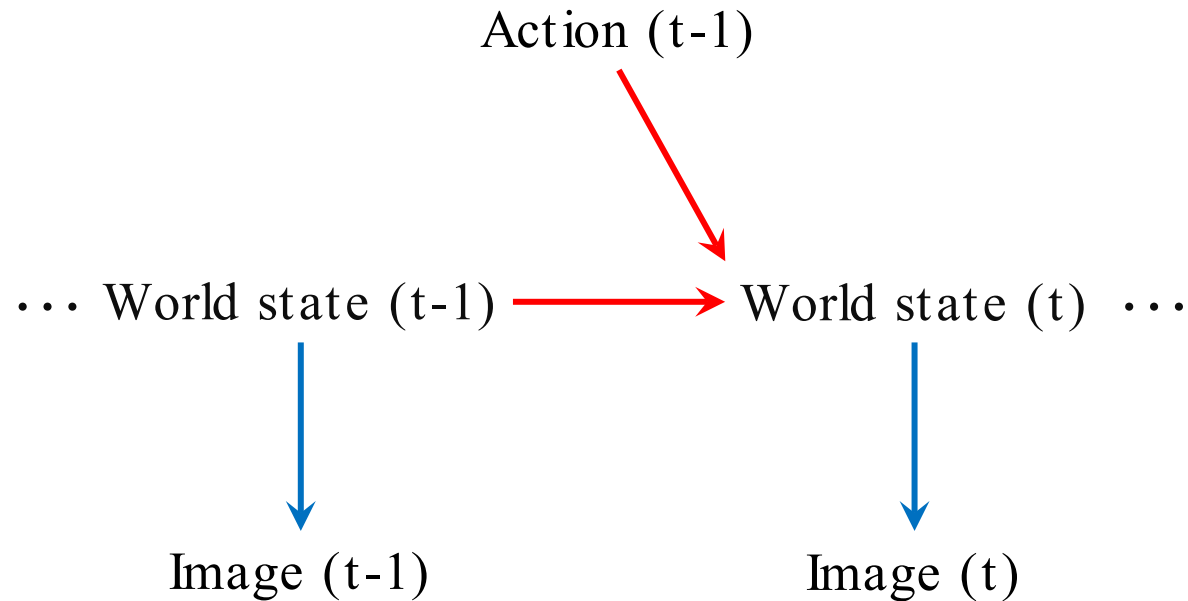 Action (t-1)
··· World state (t-1) World state (t) ···
Image (t-1) Image (t)